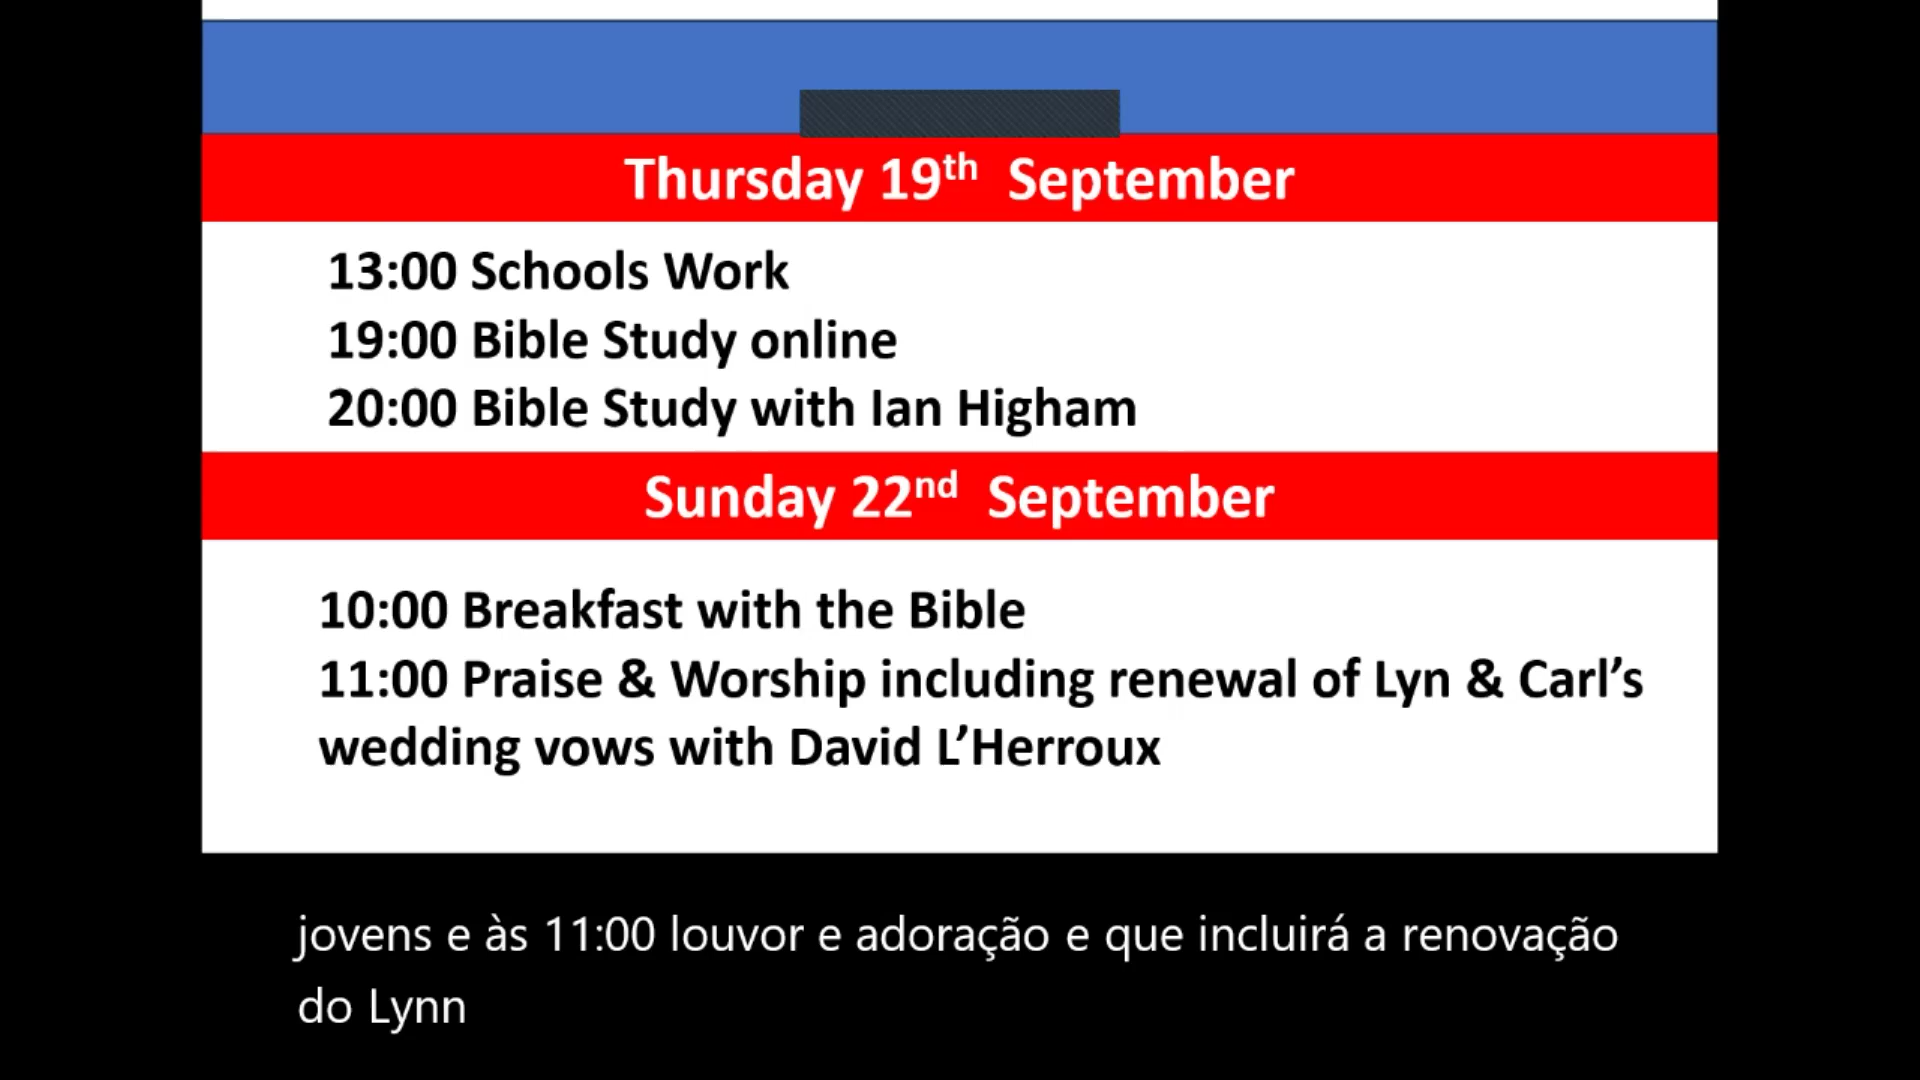 Thursday 19th September
13:00 Schools Work
19:00 Bible Study online
20:00 Bible Study with Ian Higham
Sunday 22nd September
10:00 Breakfast with the Bible
11:00 Praise & Worship including renewal of Lyn & Carl’s
wedding vows with David L’Herroux
jovens e às 11:00 louvor e adoração e que incluirá a renovação
do Lynn